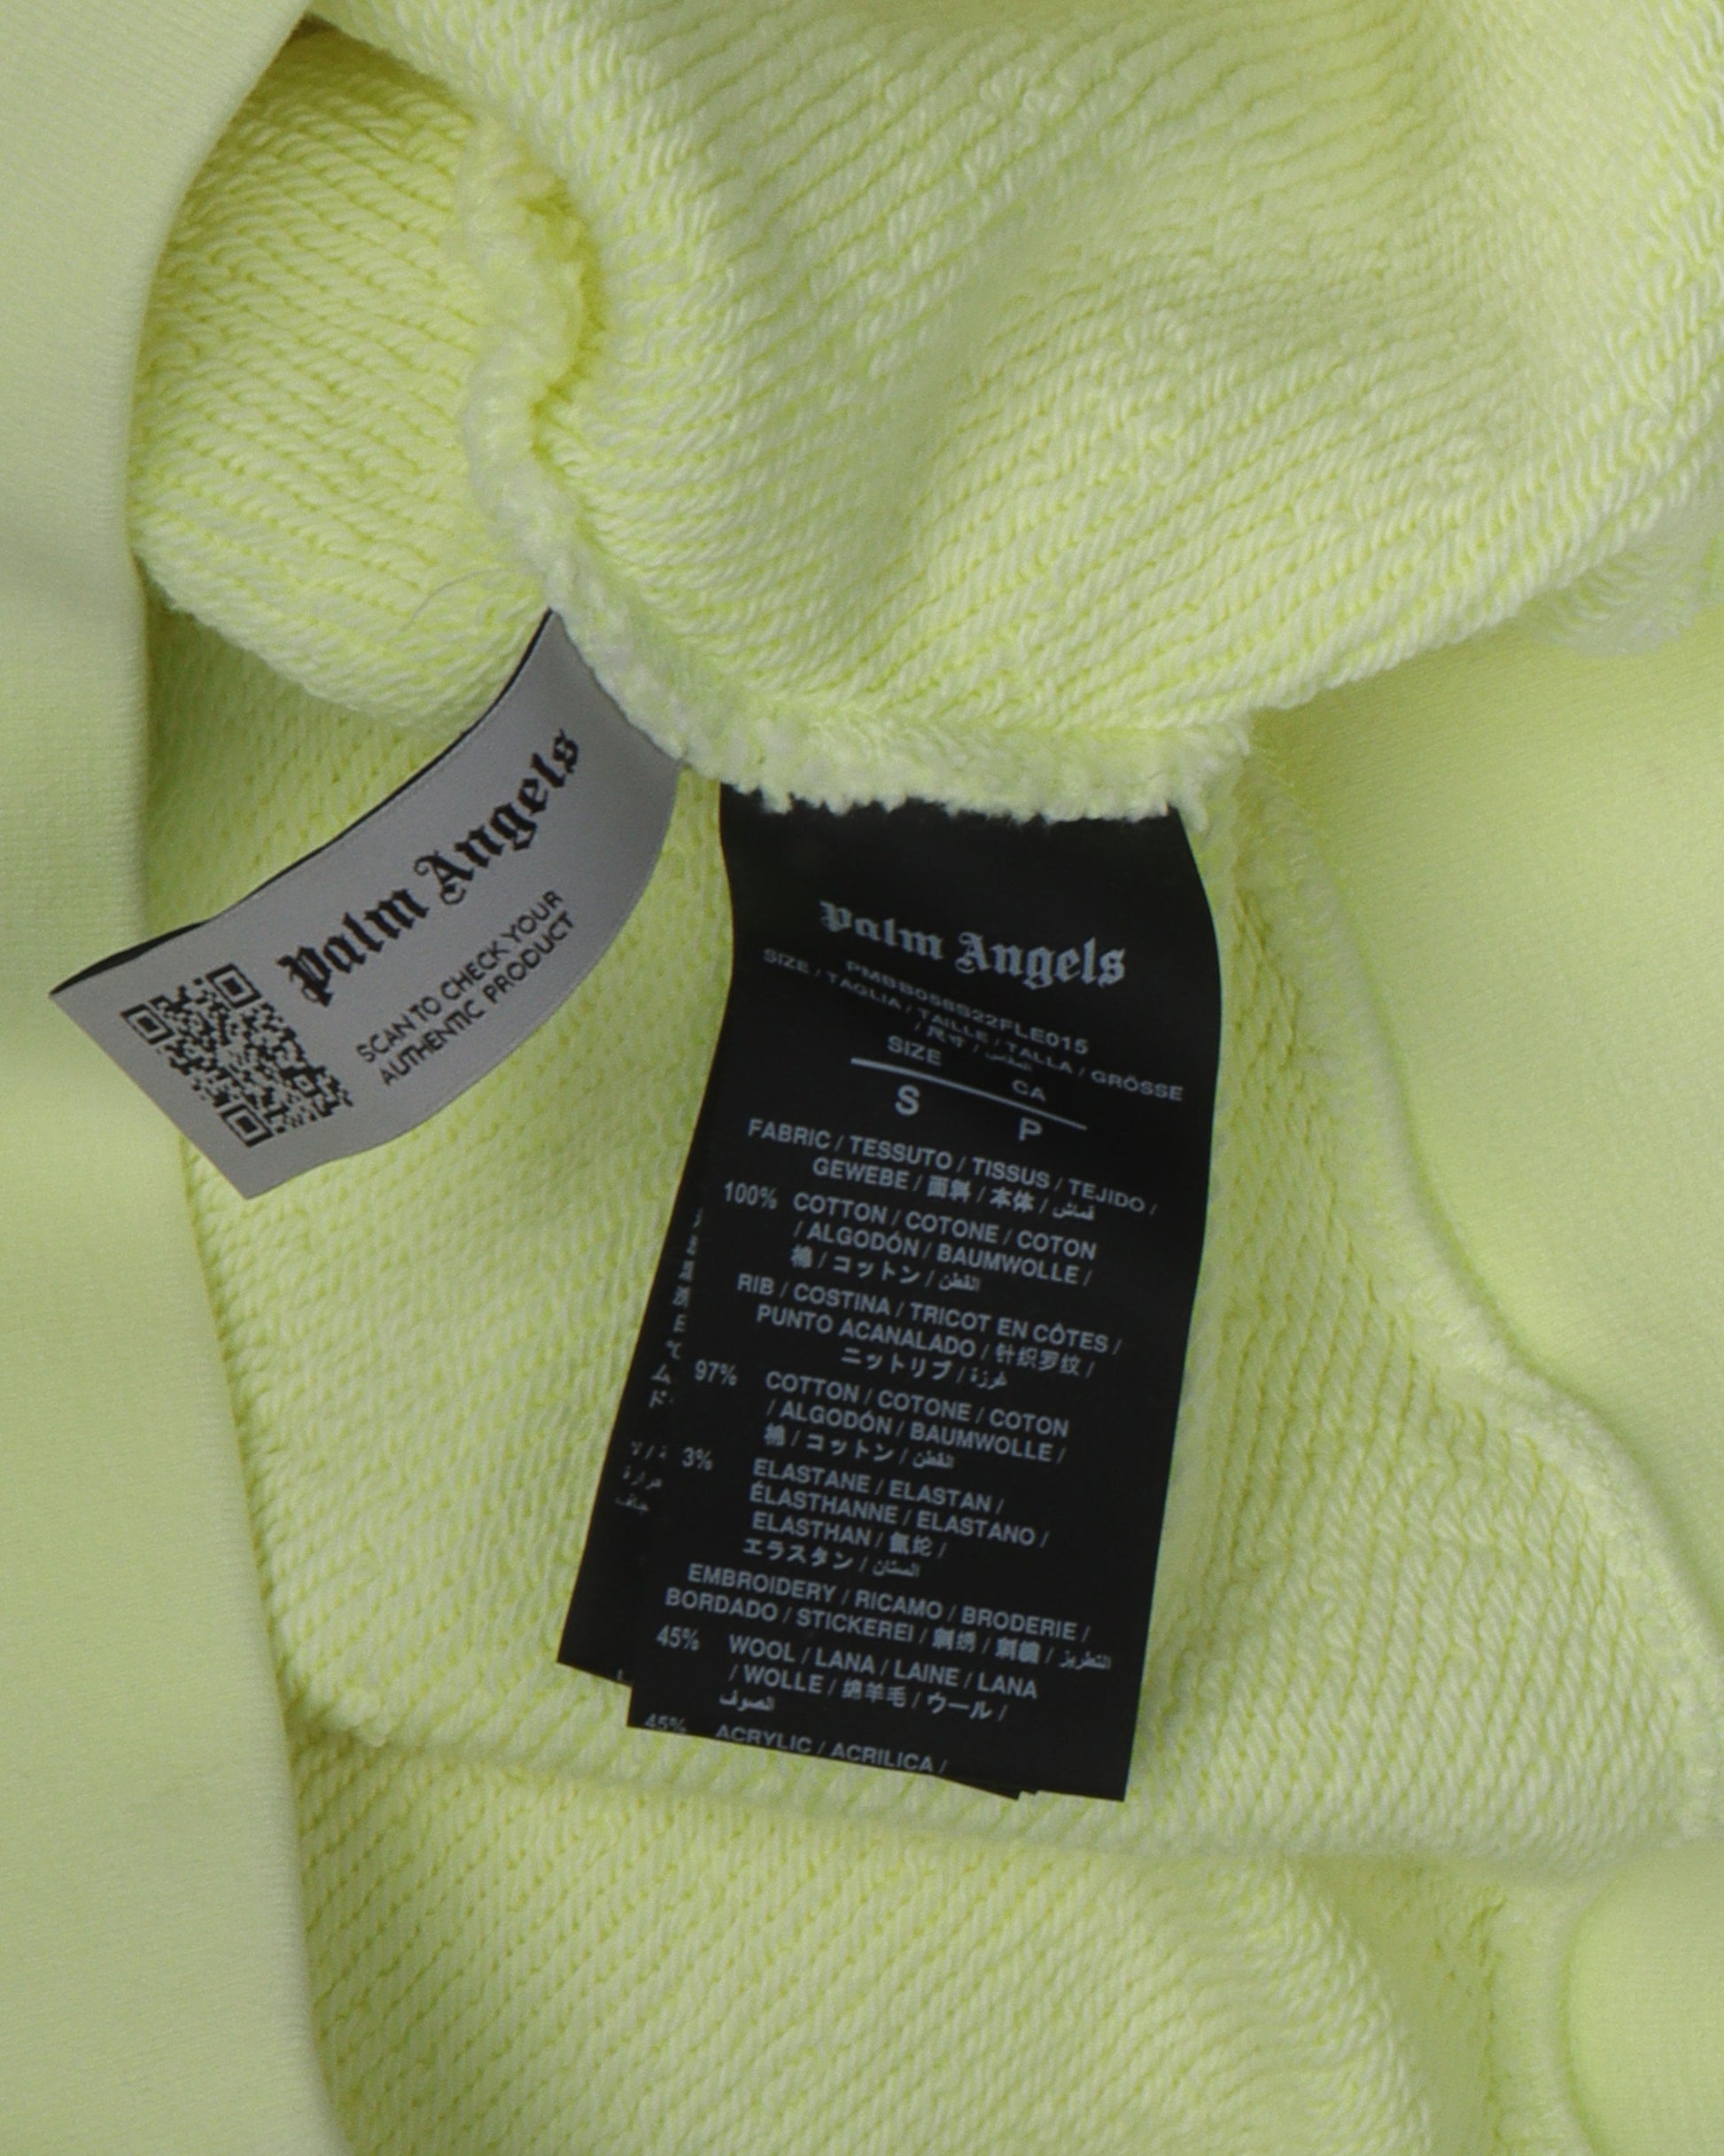 Palm Angels
SCAN TO CHECK YOUR
AUTHENTIC PRODUCT
Palm Angels
PMBB058S22FLE015
SIZE / TAGLIA / TAILLE / TALLA / GRÖSSE
/ 尺寸 / المقاس
SIZE CA
S P
FABRIC / TESSUTO / TISSUS / TEJIDO /
GEWEBE / 面料 / 本体 / قماش
100% COTTON / COTONE / COTON
/ ALGODÓN / BAUMWOLLE /
棉 / コットン / القطن
RIB / COSTINA / TRICOT EN CÔTES /
PUNTO ACANALADO / 针织罗纹 /
ニットリブ / غرزة
97% COTTON / COTONE / COTON
/ ALGODÓN / BAUMWOLLE /
棉 / コットン / القطن
3% ELASTANE / ELASTAN /
ÉLASTHANNE / ELASTANO /
ELASTHAN / 氨纶 /
エラスタン /
EMBROIDERY / RICAMO / BRODERIE /
BORDADO / STICKEREI / 刺绣 / 刺繍 / التطريز
45% WOOL / LANA / LAINE / LANA
/ WOLLE / 绵羊毛 / ウール /
الصوف
45% ACRYLIC / ACRILICA /